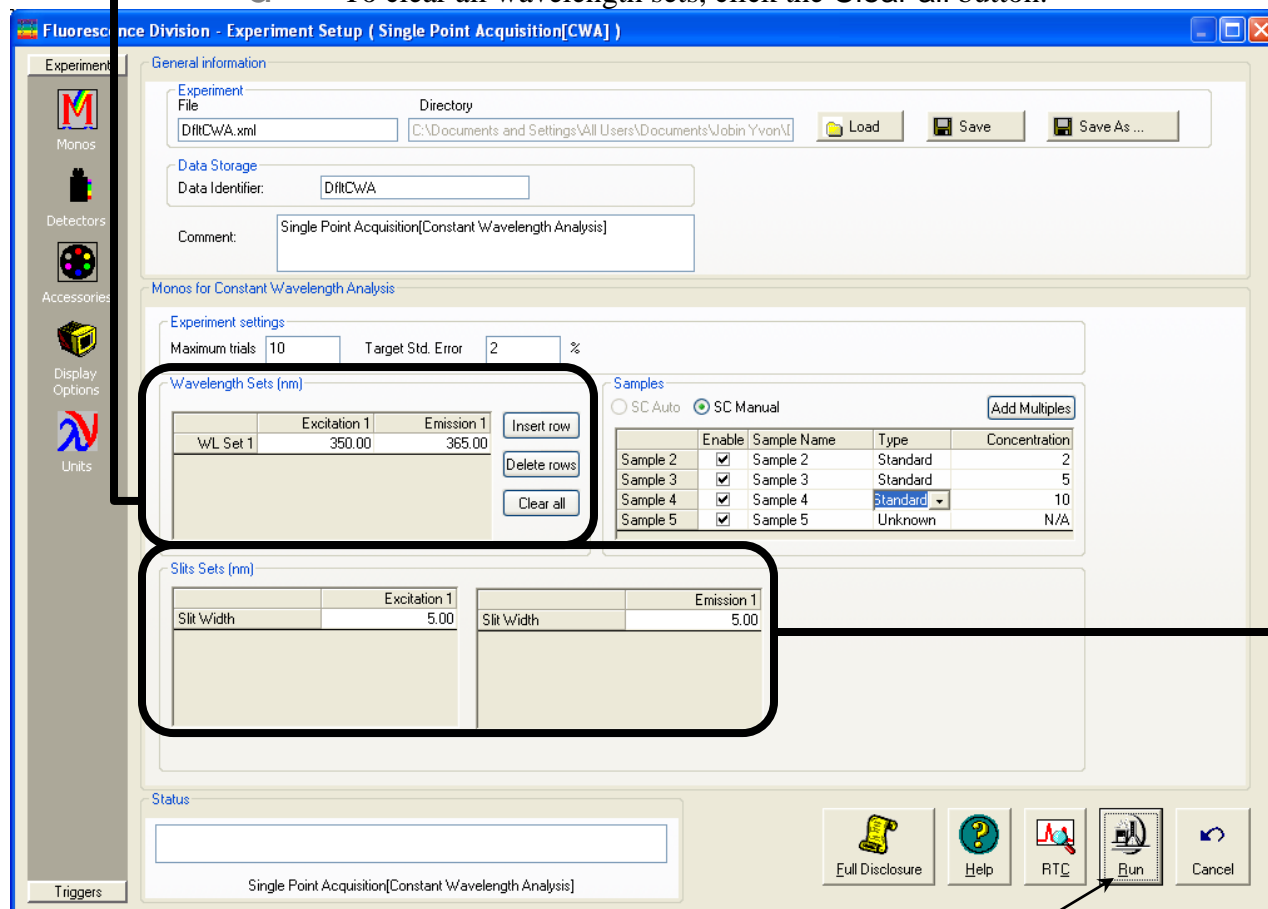 To clear all wavelength sets, click the Clear all button.
Fluorescence Division - Experiment Setup ( Single Point Acquisition[CWA] )
Experiment
Monos
Detectors
Accessories
Display
Options
Units
Triggers
General information
Experiment
File Directory
DfltCWA.xml C:\Documents and Settings\All Users\Documents\Jobin Yvon\ Load Save Save As ...
Data Storage
Data Identifier: DfltCWA
Comment: Single Point Acquisition[Constant Wavelength Analysis]
Monos for Constant Wavelength Analysis
Experiment settings
Maximum trials 10 Target Std. Error 2 %
Wavelength Sets (nm)
Excitation 1 Emission 1
WL Set 1 350.00 365.00
Insert row
Delete rows
Clear all
Samples
SC Auto SC Manual Add Multiples
Enable Sample Name Type Concentration
Sample 2 Sample 2 Standard 2
Sample 3 Sample 3 Standard 5
Sample 4 Sample 4 Standard 10
Sample 5 Sample 5 Unknown N/A
Slits Sets (nm)
Excitation 1
Slit Width 5.00
Emission 1
Slit Width 5.00
Status
Single Point Acquisition[Constant Wavelength Analysis]
Full Disclosure Help RTC Run Cancel